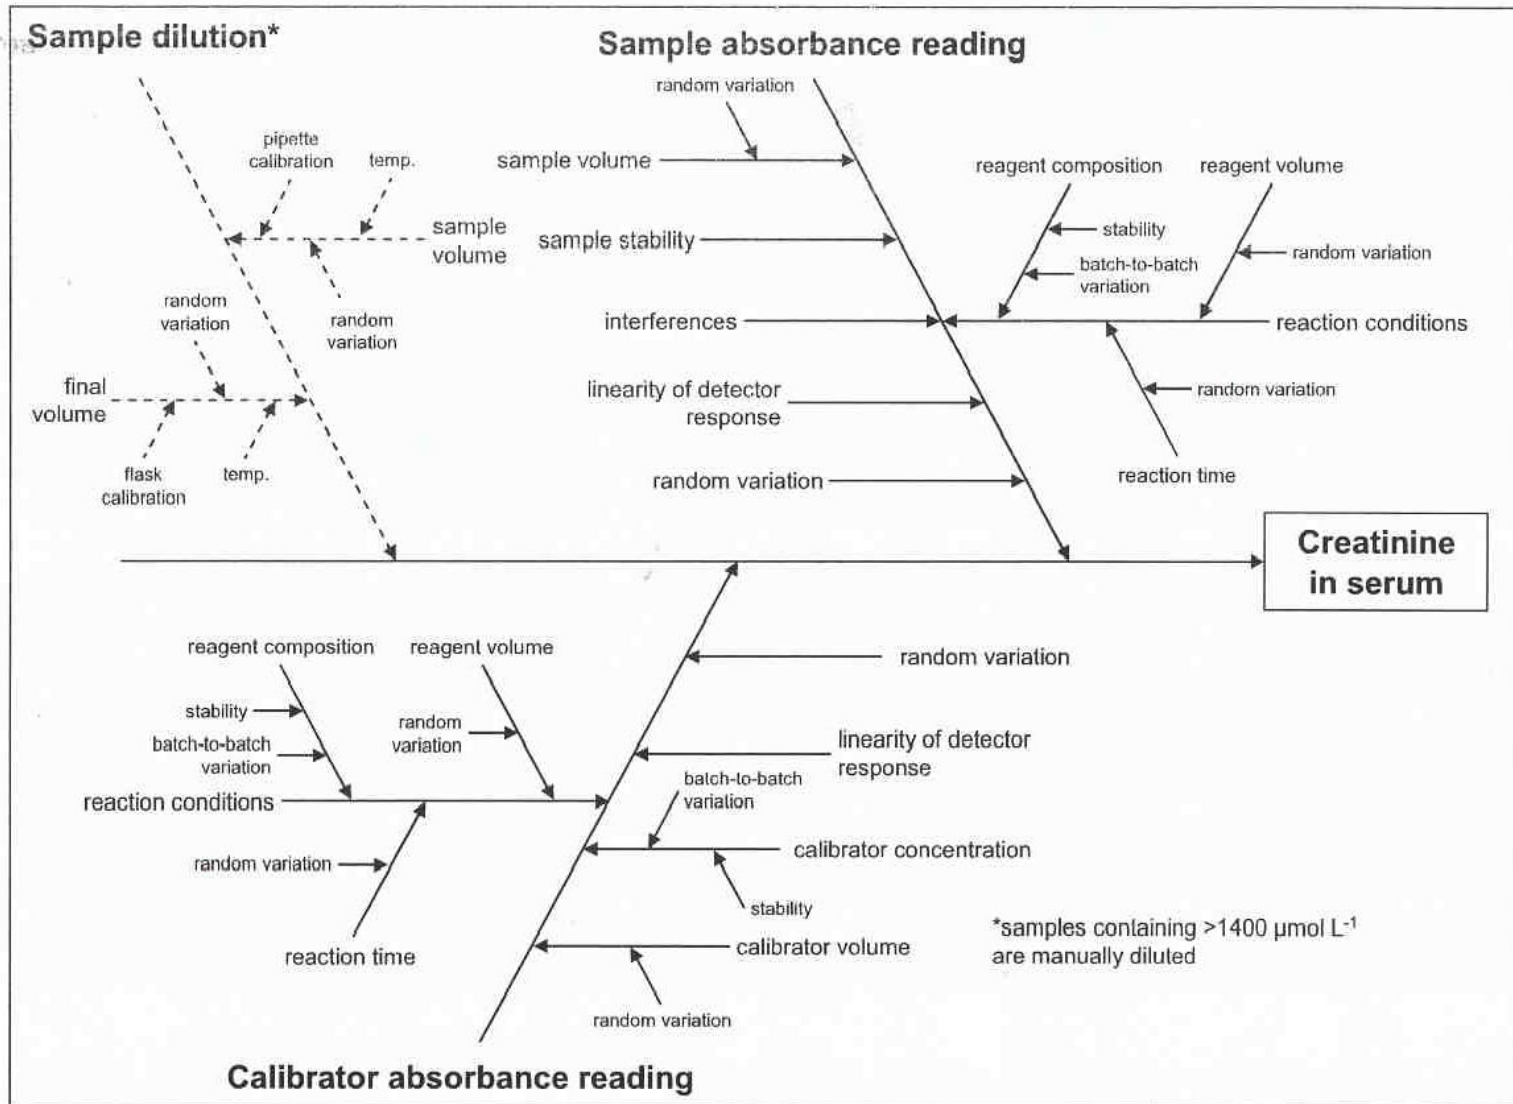 Sample dilution*
Sample absorbance reading
random variation
pipette
calibration
temp.
sample volume
reagent composition
reagent volume
sample
volume
sample stability
stability
random variation
batch-to-batch
variation
random
variation
random
variation
interferences
reaction conditions
final
volume
linearity of detector
response
random variation
flask
calibration
temp.
random variation
reaction time
Creatinine
in serum
reagent composition
reagent volume
random variation
stability
random
variation
batch-to-batch
variation
linearity of detector
response
batch-to-batch
variation
reaction conditions
calibrator concentration
random variation
stability
*samples containing >1400 µmol L⁻¹
are manually diluted
reaction time
calibrator volume
random variation
Calibrator absorbance reading